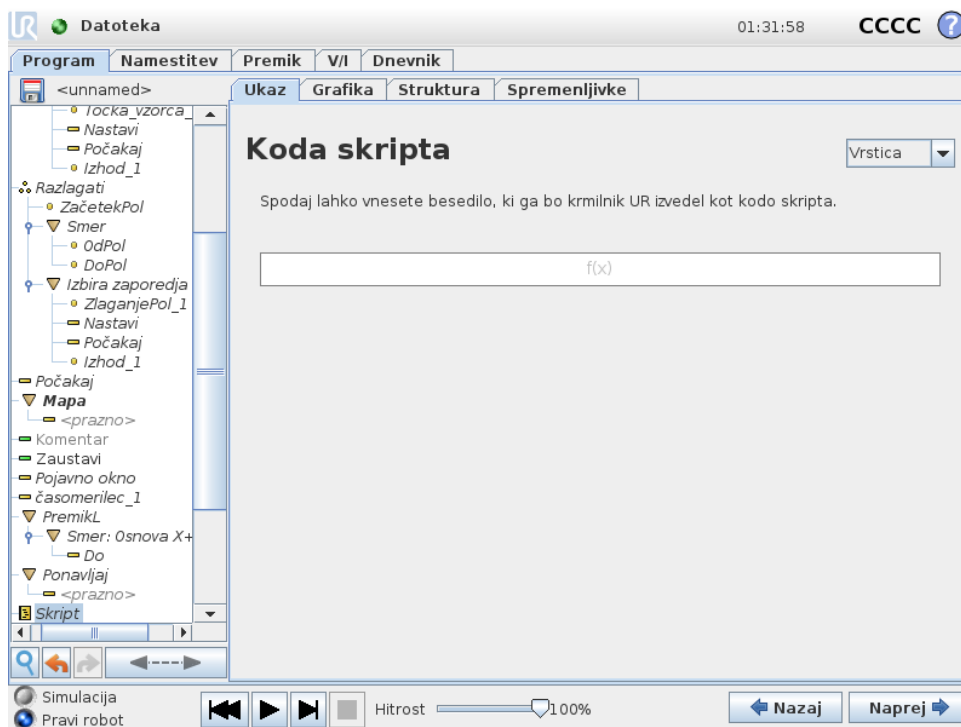 UR Datoteka 01:31:58 CCCC ?
Program Namestitev Premik V/I Dnevnik
<unnamed>
Ukaz Grafika Struktura Spremenljivke
Točka_vzorca_
Nastavi
Počakaj
Izhod_1
Razlagati
ZačetekPol
Smer
OdPol
DoPol
Izbira zaporedja
ZlaganjePol_1
Nastavi
Počakaj
Izhod_1
Počakaj
Mapa
<prazno>
Komentar
Zaustavi
Pojavno okno
časomerilec_1
PremikL
Smer: Osnova X+
Do
Ponavljaj
<prazno>
Skript
Koda skripta
Vrstica
Spodaj lahko vnesete besedilo, ki ga bo krmilnik UR izvedel kot kodo skripta.
f(x)
Simulacija
Pravi robot
Hitrost 100%
Nazaj Naprej